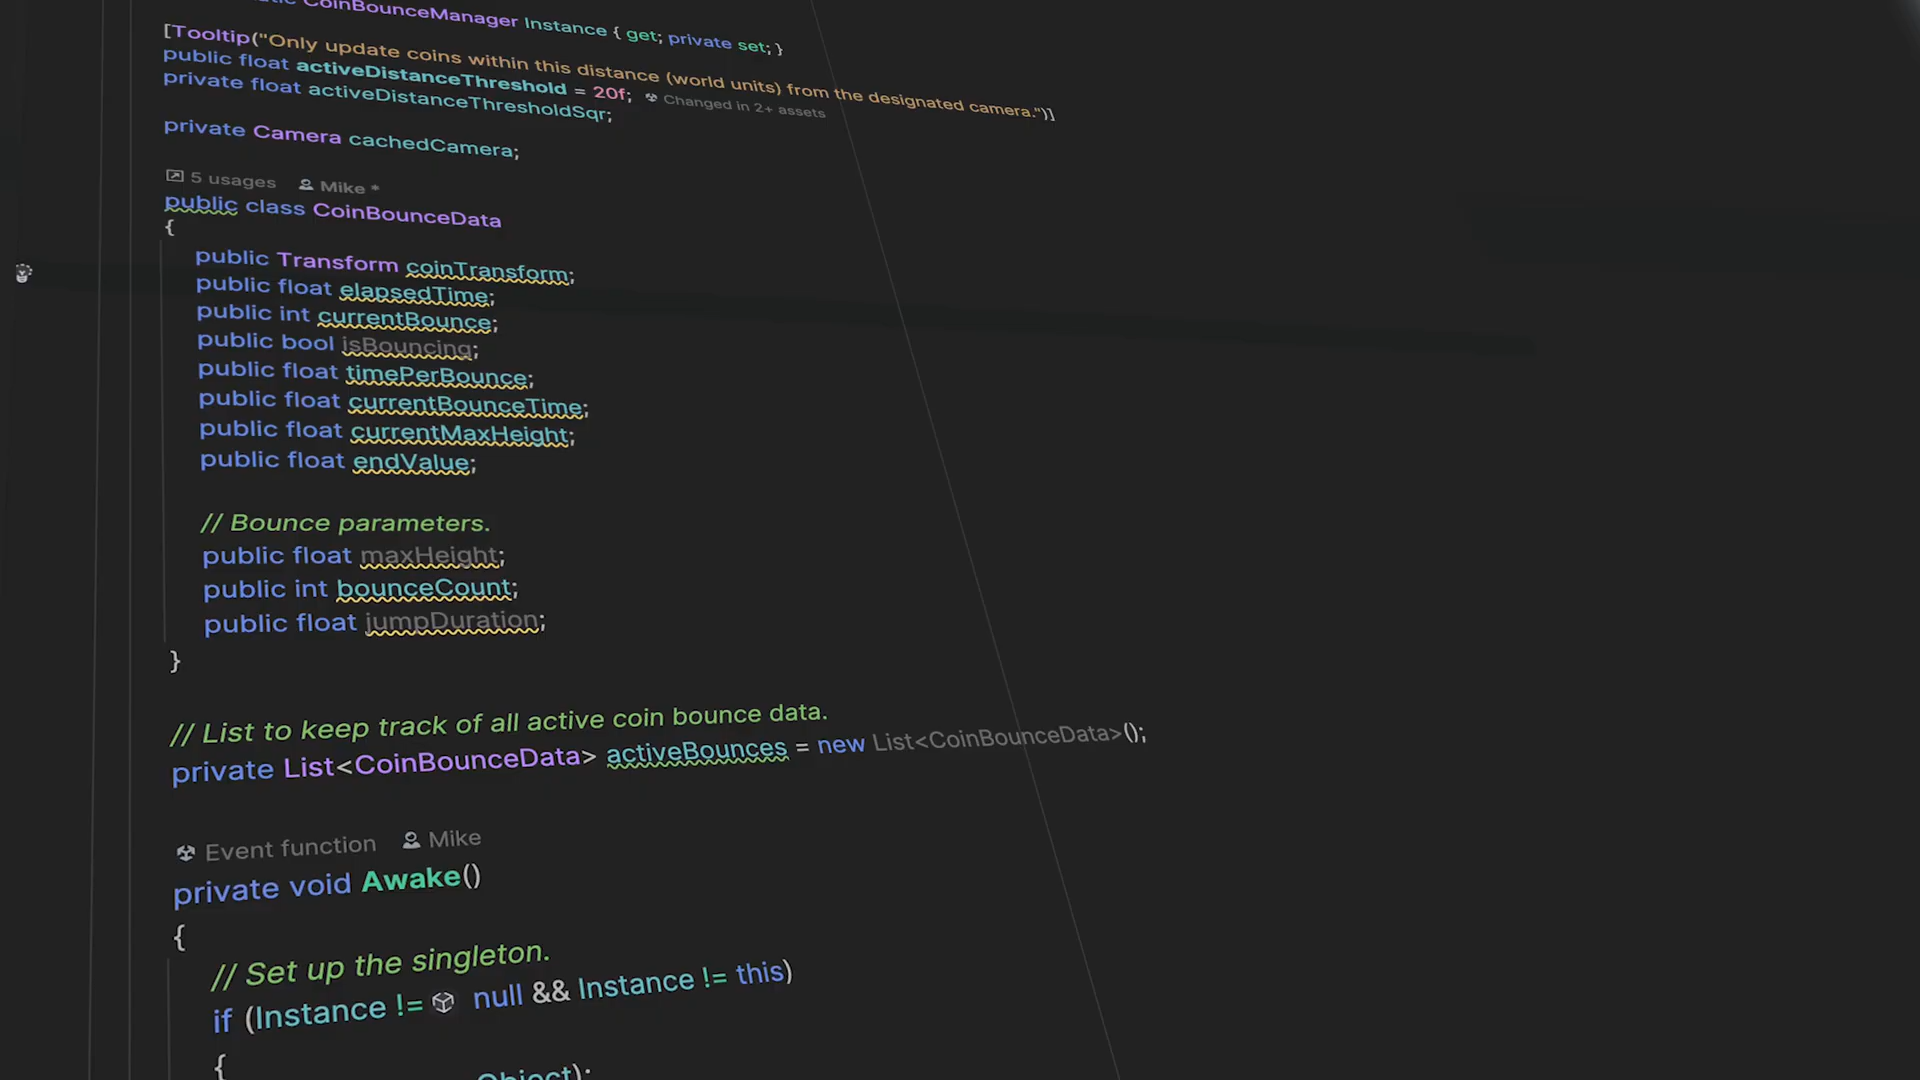 CoinBounceManager Instance { get; private set; }
[Tooltip("Only update coins within this distance (world units) from the designated camera.")]
public float activeDistanceThreshold = 20f; Changed in 2+ assets
private float activeDistanceThresholdSqr;
private Camera cachedCamera;
5 usages Mike *
public class CoinBounceData
{
public Transform coinTransform;
public float elapsedTime;
public int currentBounce;
public bool isBouncing;
public float timePerBounce;
public float currentBounceTime;
public float currentMaxHeight;
public float endValue;
// Bounce parameters.
public float maxHeight;
public int bounceCount;
public float jumpDuration;
}
// List to keep track of all active coin bounce data.
private List<CoinBounceData> activeBounces = new List<CoinBounceData>();
Event function Mike
private void Awake()
{
// Set up the singleton.
if (Instance != null && Instance != this)
{
Object);